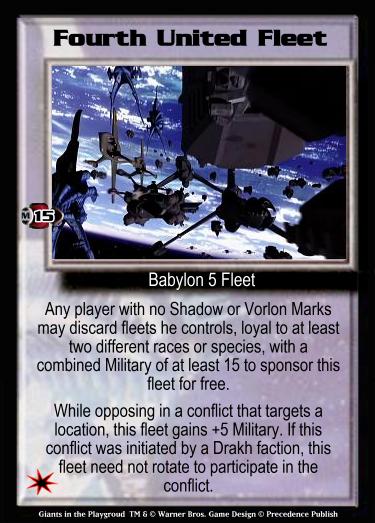 Fourth United Fleet
M 15
Babylon 5 Fleet
Any player with no Shadow or Vorlon Marks
may discard fleets he controls, loyal to at least
two different races or species, with a
combined Military of at least 15 to sponsor this
fleet for free.
While opposing in a conflict that targets a
location, this fleet gains +5 Military. If this
conflict was initiated by a Drakh faction, this
fleet need not rotate to participate in the
conflict.
Giants in the Playgroud TM & © Warner Bros. Game Design © Precedence Publish